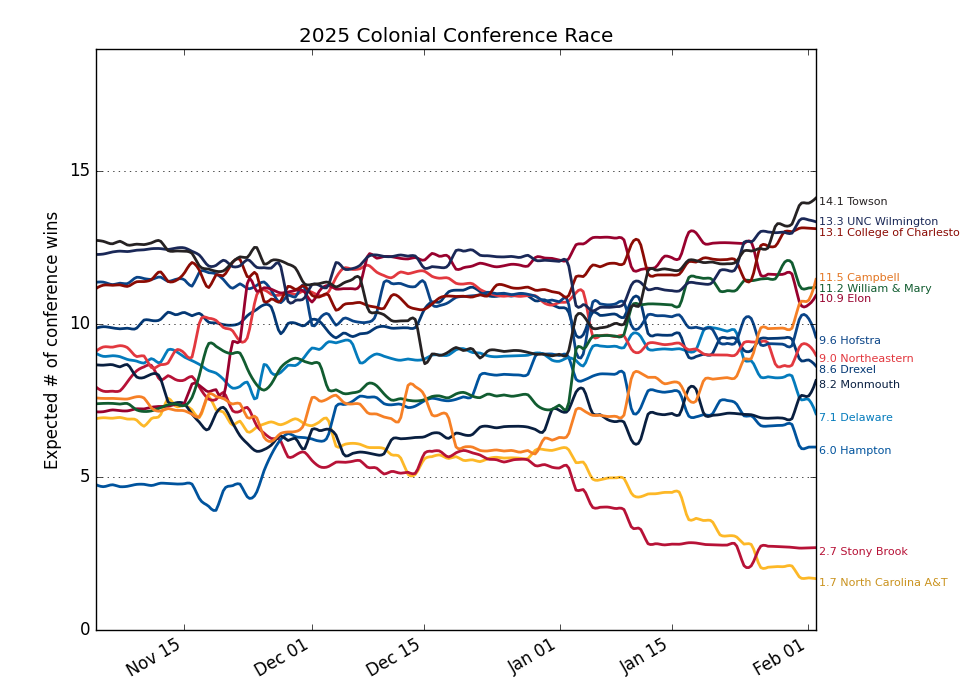 2025 Colonial Conference Race
Expected # of conference wins
15
10
5
0
Nov 15
Dec 01
Dec 15
Jan 01
Jan 15
Feb 01
14.1 Towson
13.3 UNC Wilmington
13.1 College of Charlesto
11.5 Campbell
11.2 William & Mary
10.9 Elon
9.6 Hofstra
9.0 Northeastern
8.6 Drexel
8.2 Monmouth
7.1 Delaware
6.0 Hampton
2.7 Stony Brook
1.7 North Carolina A&T